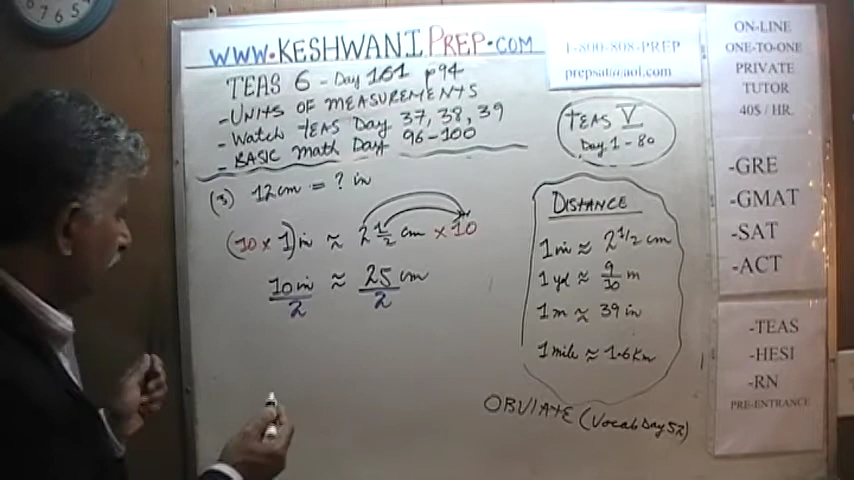 www.KESHWANIPREP.com
TEAS 6 - Day 161 p94
-UNITS OF MEASUREMENTS
-Watch TEAS Day 37, 38, 39
-BASIC math Day 96-100
1-800-808-PREP
prepsat@aol.com
TEAS V
Day 1-80
(3) 12cm = ? in
(10 x 1) in ≈ 2 1/2 cm x 10
10 in / 2 ≈ 25 cm / 2
DISTANCE
1 in ≈ 2 1/2 cm
1 yd ≈ 9/10 m
1 m ≈ 39 in
1 mile ≈ 1.6 Km
OBVIATE (Vocab Day 52)
ON-LINE
ONE-TO-ONE
PRIVATE
TUTOR
40$ / HR.
-GRE
-GMAT
-SAT
-ACT
-TEAS
-HESI
-RN
PRE-ENTRANCE
7 6 5